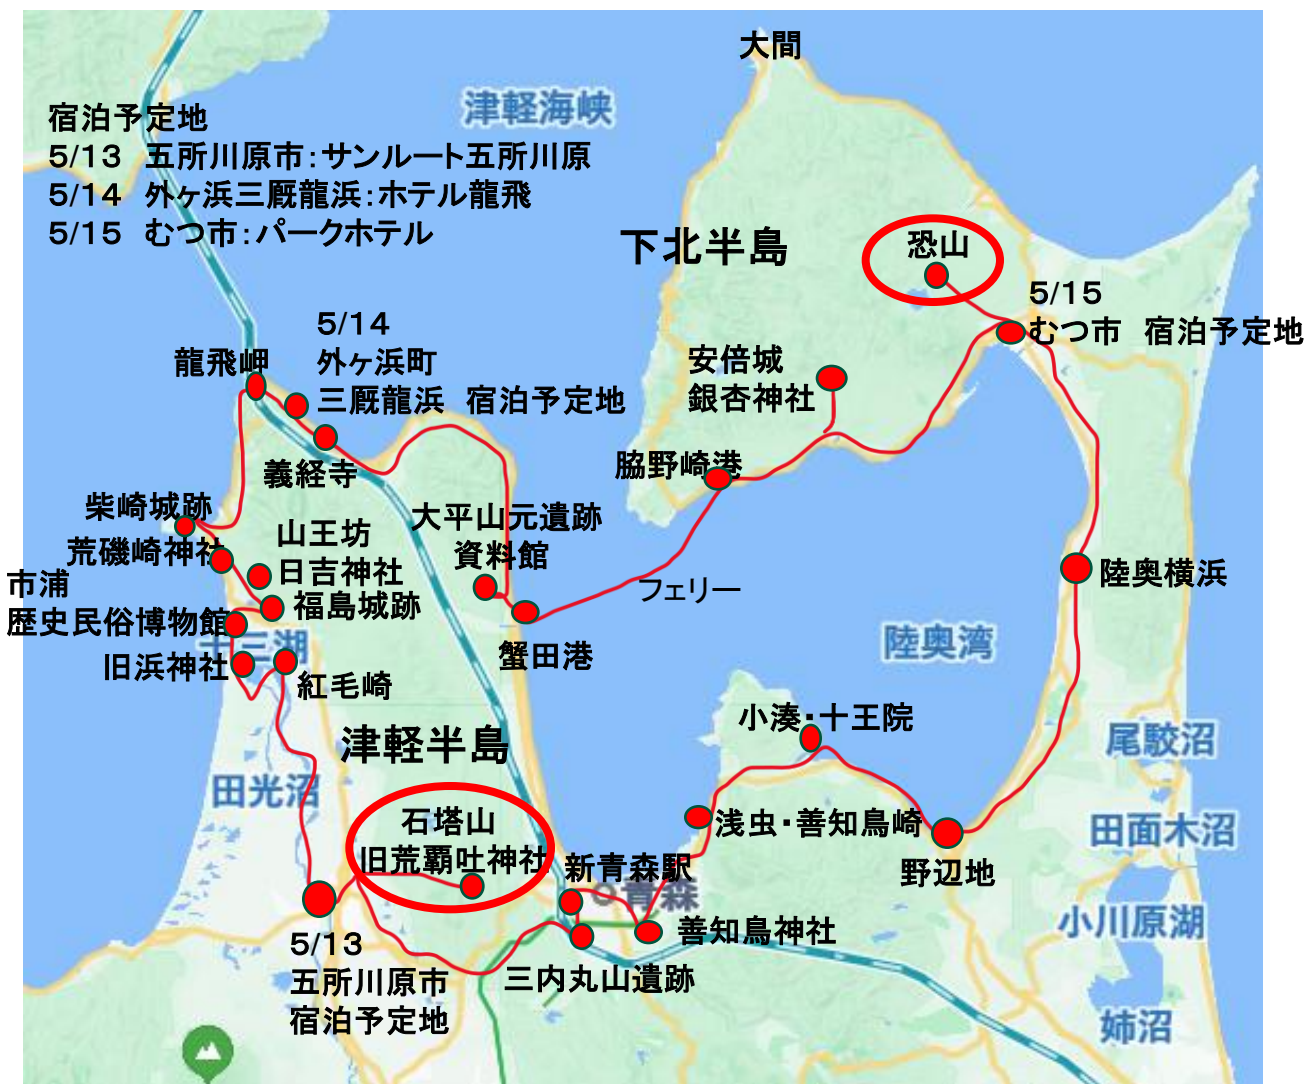 大間
津軽海峡
宿泊予定地
5/13　五所川原市：サンルート五所川原
5/14　外ヶ浜三厩龍浜：ホテル龍飛
5/15　むつ市：パークホテル
下北半島
恐山
5/15
むつ市　宿泊予定地
5/14
外ヶ浜町
三厩龍浜　宿泊予定地
龍飛岬
安倍城
銀杏神社
義経寺
脇野崎港
柴崎城跡
大平山元遺跡
資料館
荒磯崎神社
山王坊
日吉神社
市浦
歴史民俗博物館
福島城跡
フェリー
陸奥横浜
十三湖
旧浜神社
紅毛崎
蟹田港
陸奥湾
小湊・十王院
津軽半島
尾駮沼
田光沼
石塔山
旧荒覇吐神社
浅虫・善知鳥崎
田面木沼
新青森駅
青森
野辺地
善知鳥神社
小川原湖
5/13
五所川原市
宿泊予定地
三内丸山遺跡
姉沼